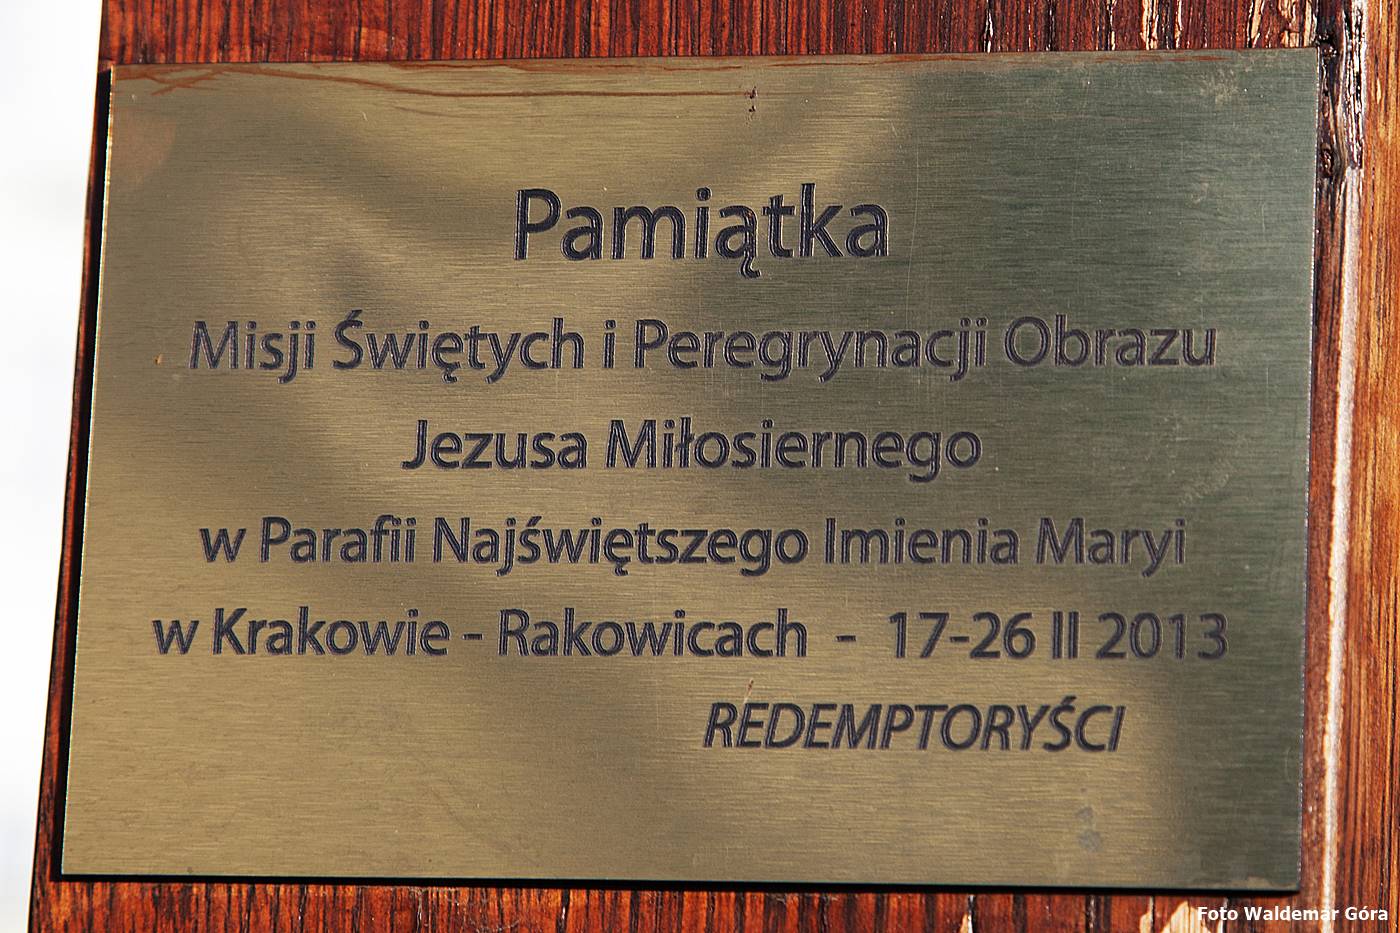 Pamiątka
Misji Świętych i Peregrynacji Obrazu
Jezusa Miłosiernego
w Parafii Najświętszego Imienia Maryi
w Krakowie - Rakowicach - 17-26 II 2013
REDEMPTORYŚCI
Foto Waldemar Góra